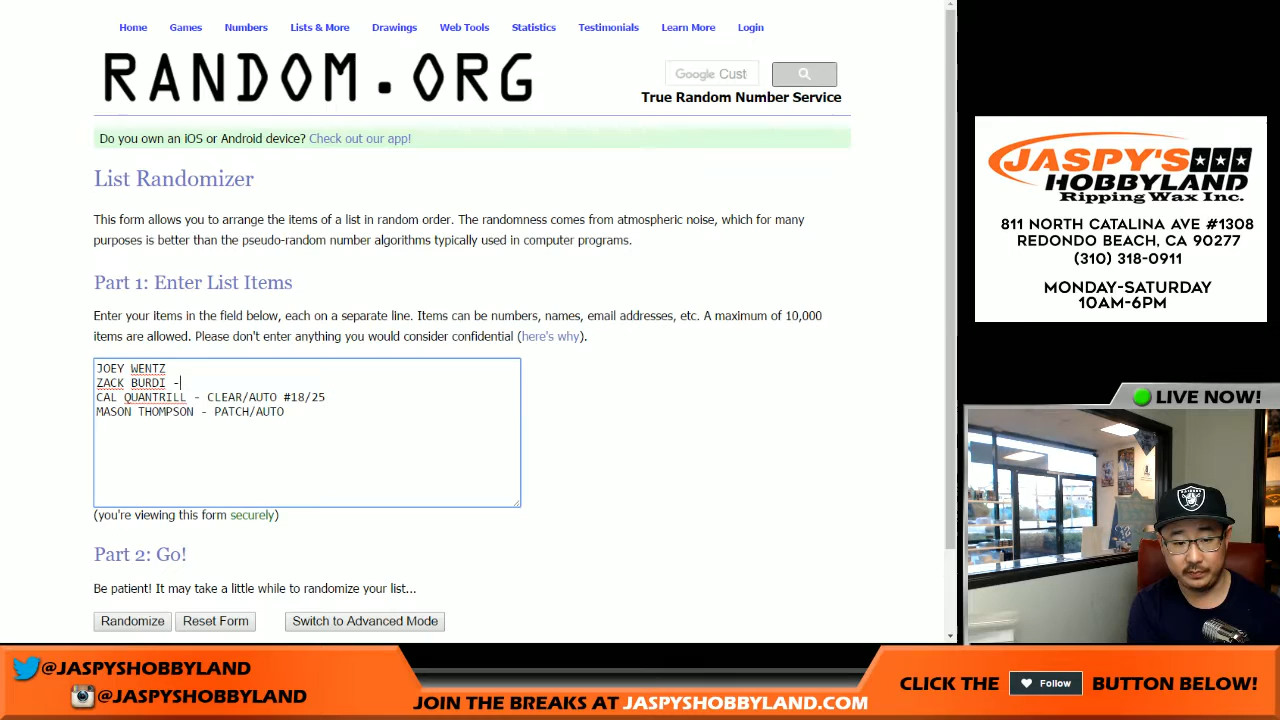 Home Games Numbers Lists & More Drawings Web Tools Statistics Testimonials Learn More Login
RANDOM.ORG
Google Cust
True Random Number Service
Do you own an iOS or Android device? Check out our app!
List Randomizer
This form allows you to arrange the items of a list in random order. The randomness comes from atmospheric noise, which for many
purposes is better than the pseudo-random number algorithms typically used in computer programs.
Part 1: Enter List Items
Enter your items in the field below, each on a separate line. Items can be numbers, names, email addresses, etc. A maximum of 10,000
items are allowed. Please don't enter anything you would consider confidential (here's why).
JOEY WENTZ
ZACK BURDI -
CAL QUANTRILL - CLEAR/AUTO #18/25
MASON THOMPSON - PATCH/AUTO
(you're viewing this form securely)
Part 2: Go!
Be patient! It may take a little while to randomize your list...
Randomize Reset Form Switch to Advanced Mode
JASPY'S
HOBBYLAND
Ripping Wax Inc.
811 NORTH CATALINA AVE #1308
REDONDO BEACH, CA 90277
(310) 318-0911
MONDAY-SATURDAY
10AM-6PM
LIVE NOW!
@JASPYSHOBBYLAND
@JASPYSHOBBYLAND
JOIN THE BREAKS AT JASPYSHOBBYLAND.COM
CLICK THE Follow BUTTON BELOW!